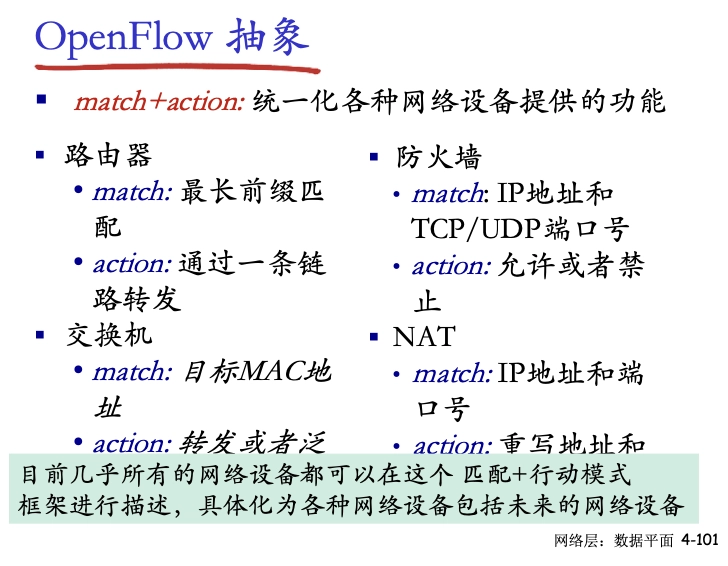 OpenFlow 抽象
match+action: 统一化各种网络设备提供的功能
路由器
match: 最长前缀匹
配
action: 通过一条链
路转发
交换机
match: 目标MAC地
址
action: 转发或者泛
防火墙
match: IP地址和
TCP/UDP端口号
action: 允许或者禁
止
NAT
match: IP地址和端
口号
action: 重写地址和
目前几乎所有的网络设备都可以在这个 匹配+行动模式
框架进行描述，具体化为各种网络设备包括未来的网络设备
网络层：数据平面 4-101